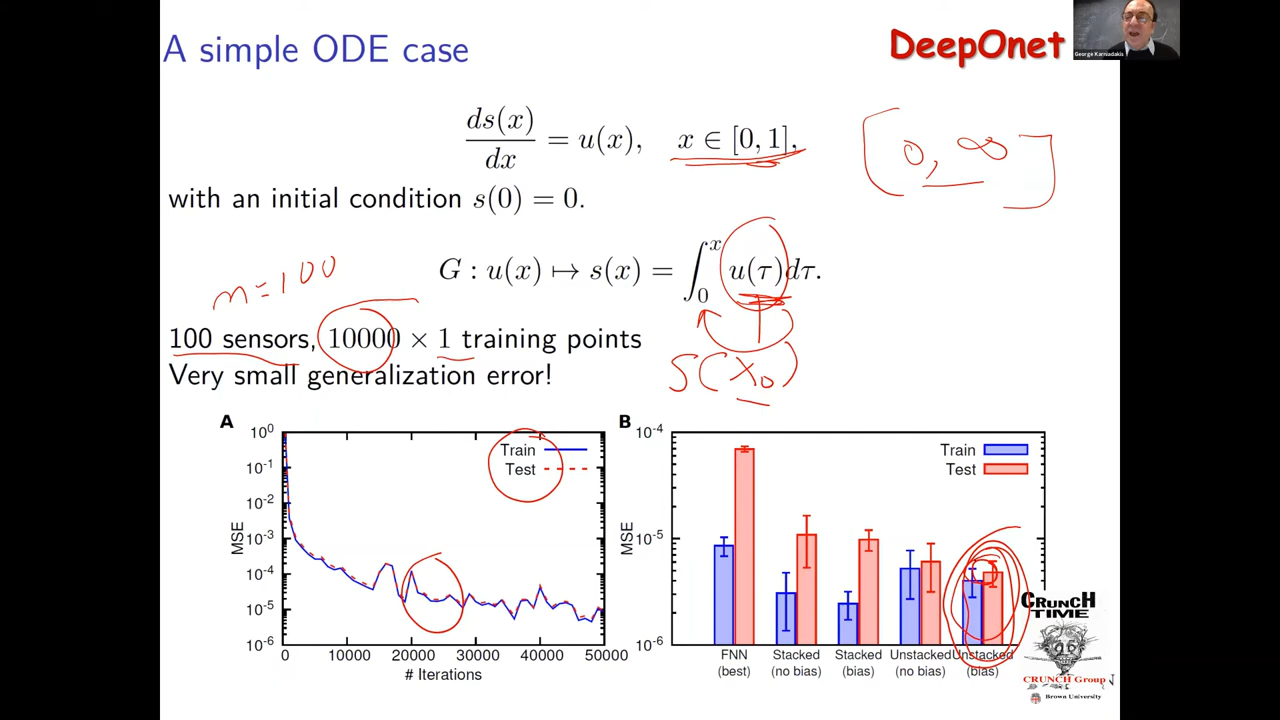 A simple ODE case
DeepOnet
George Karniadakis
ds(x)/dx = u(x), x ∈ [0, 1],
[0, ∞]
with an initial condition s(0) = 0.
G : u(x) ↦ s(x) = ∫₀ˣ u(τ)dτ.
m=100
100 sensors, 10000 × 1 training points
S(x₀)
Very small generalization error!
A
10⁰
10⁻¹
10⁻²
10⁻³
10⁻⁴
10⁻⁵
10⁻⁶
MSE
Train
Test
0 10000 20000 30000 40000 50000
# Iterations
B
10⁻⁴
10⁻⁵
10⁻⁶
MSE
Train
Test
FNN (best)
Stacked (no bias)
Stacked (bias)
Unstacked (no bias)
Unstacked (bias)
CRUNCH
TIME
CRUNCH Group
Brown University